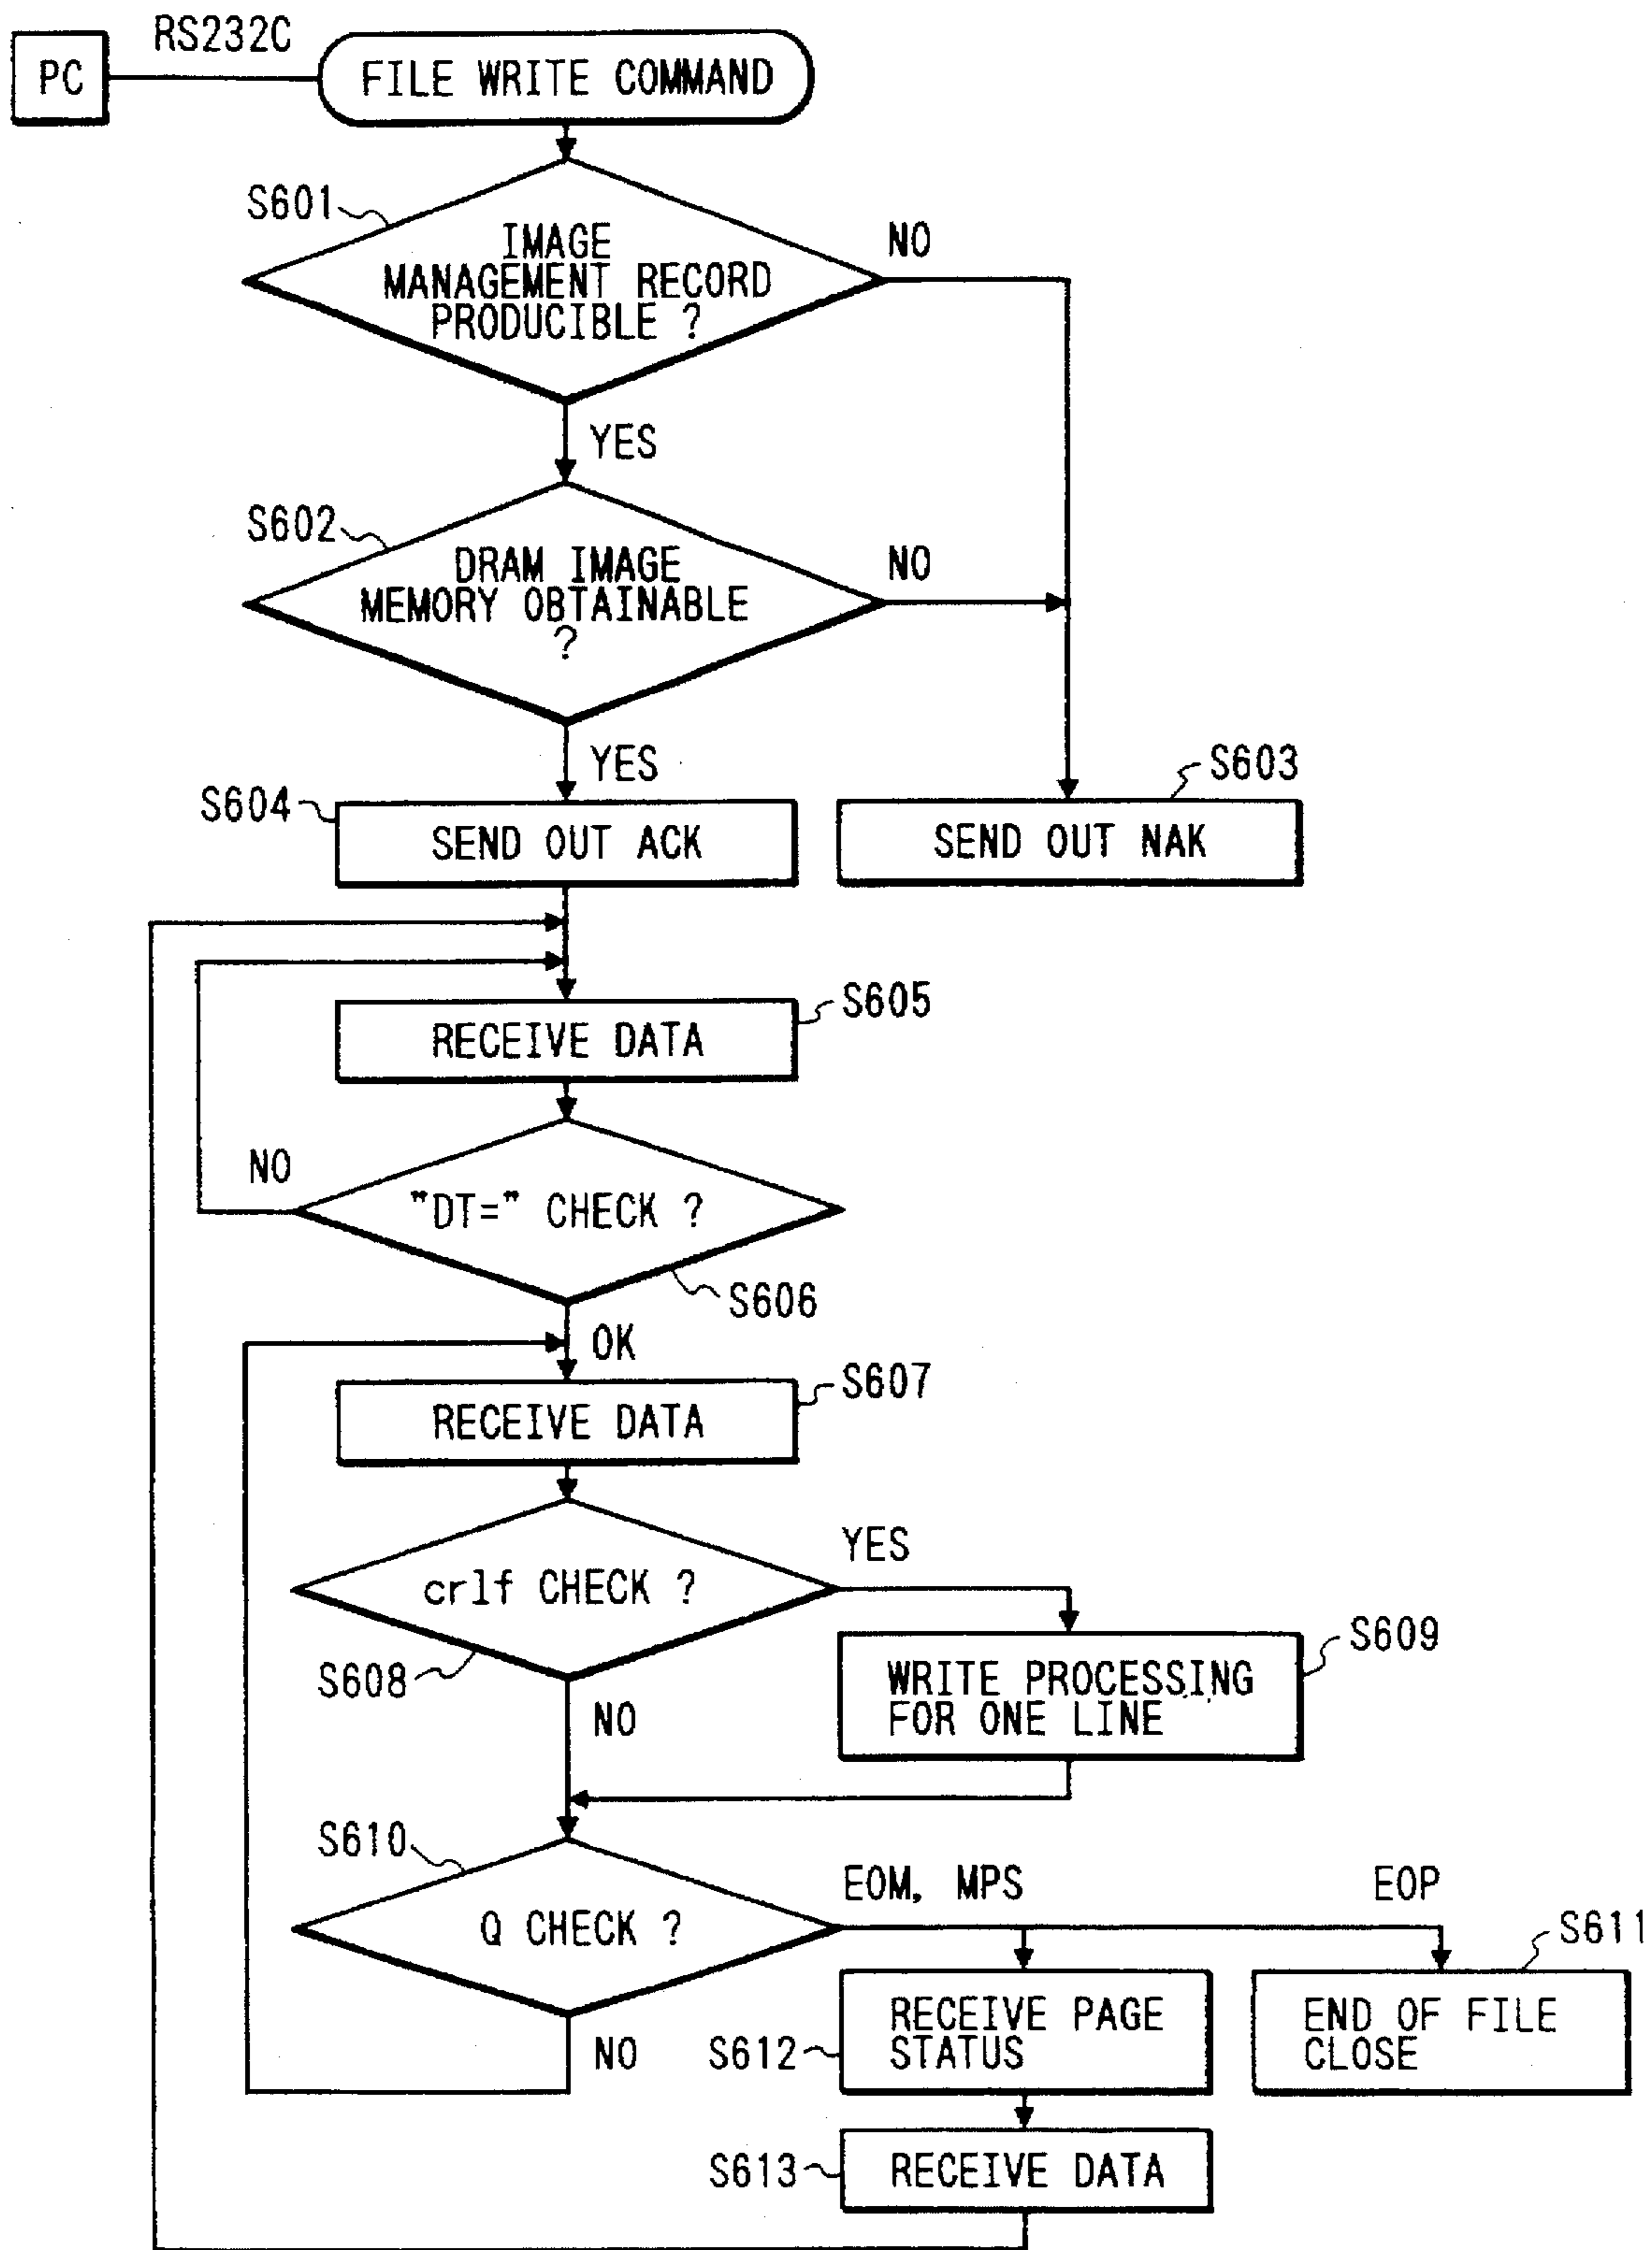 RS232C
PC
FILE WRITE COMMAND
S601
IMAGE
MANAGEMENT RECORD
PRODUCIBLE ?
NO
YES
S602
DRAM IMAGE
MEMORY OBTAINABLE
?
NO
YES
S603
S604
SEND OUT ACK
SEND OUT NAK
S605
RECEIVE DATA
NO
"DT=" CHECK ?
S606
OK
S607
RECEIVE DATA
YES
crlf CHECK ?
S608
S609
WRITE PROCESSING
FOR ONE LINE
NO
S610
EOM, MPS
EOP
Q CHECK ?
S611
RECEIVE PAGE
STATUS
S612
END OF FILE
CLOSE
NO
S613
RECEIVE DATA